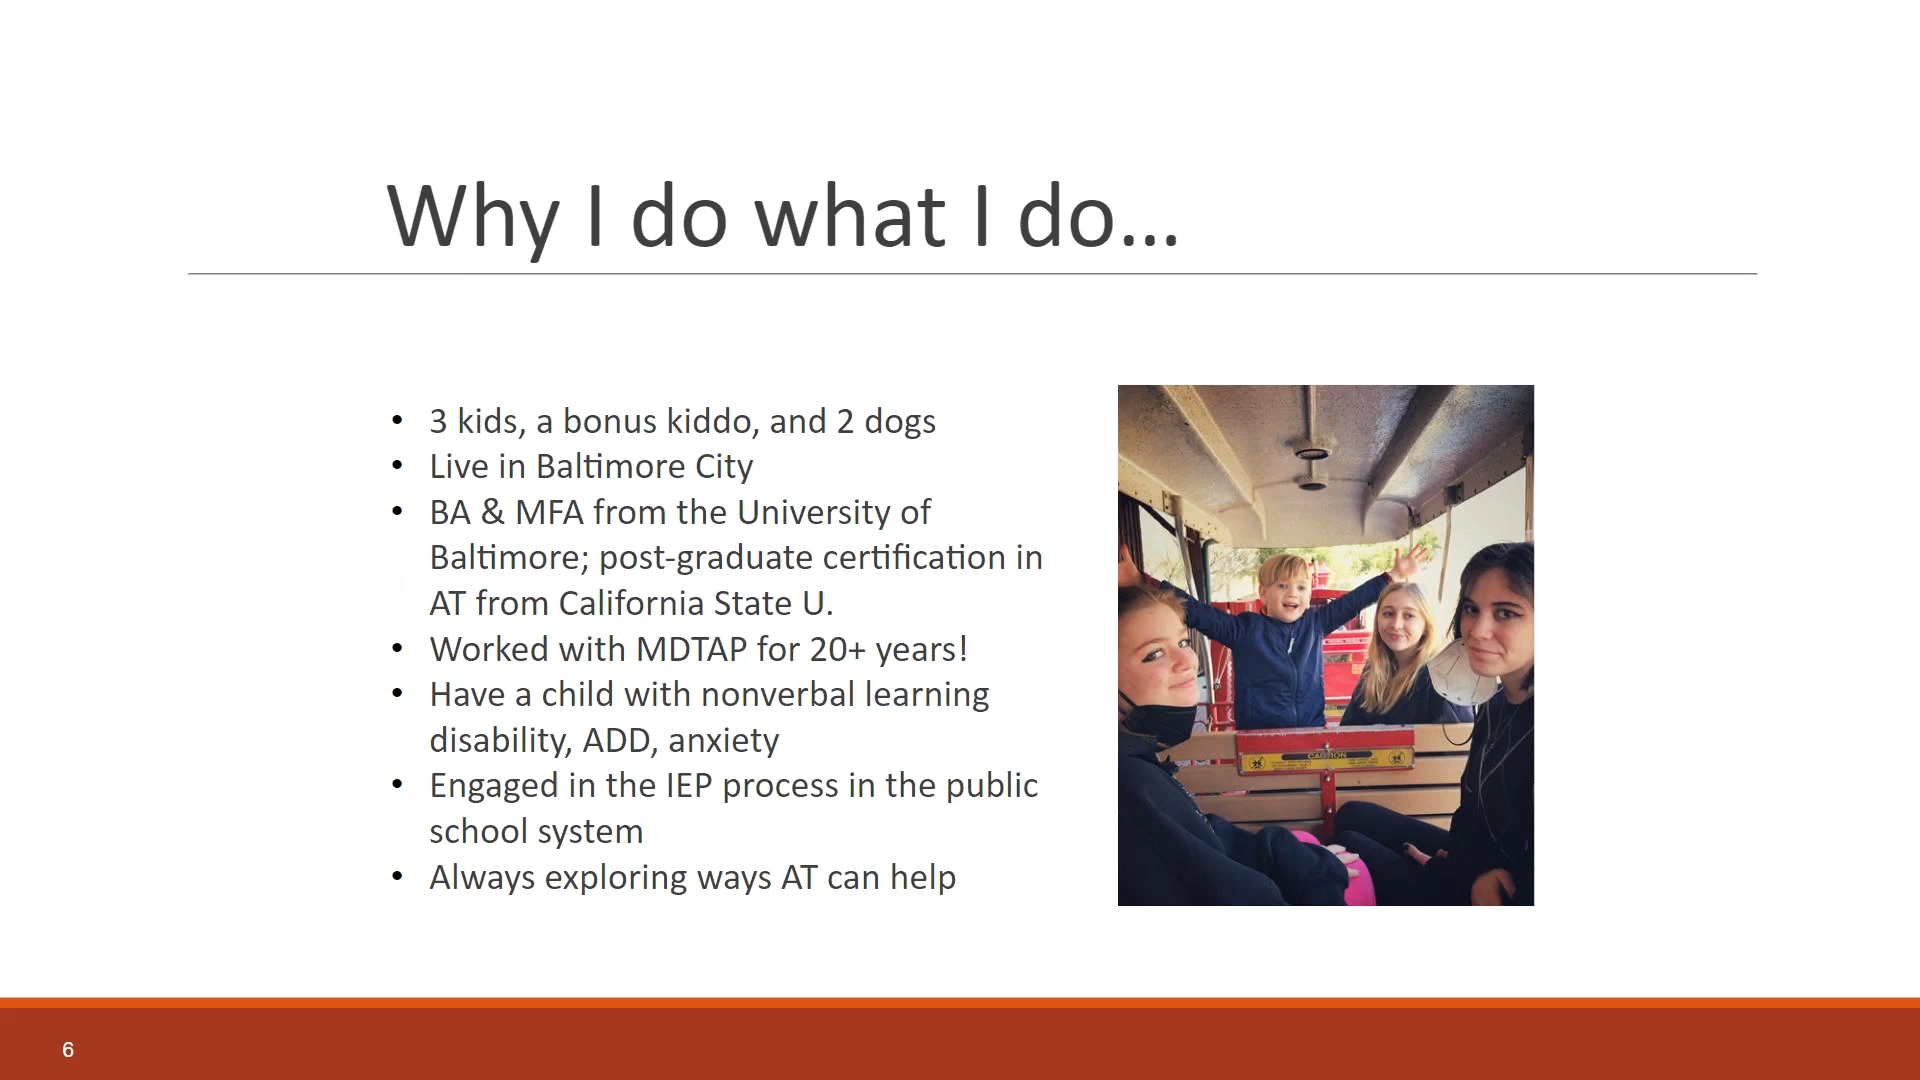 Why I do what I do...
• 3 kids, a bonus kiddo, and 2 dogs
• Live in Baltimore City
• BA & MFA from the University of
Baltimore; post-graduate certification in
AT from California State U.
• Worked with MDTAP for 20+ years!
• Have a child with nonverbal learning
disability, ADD, anxiety
• Engaged in the IEP process in the public
school system
• Always exploring ways AT can help
CAUTION
6